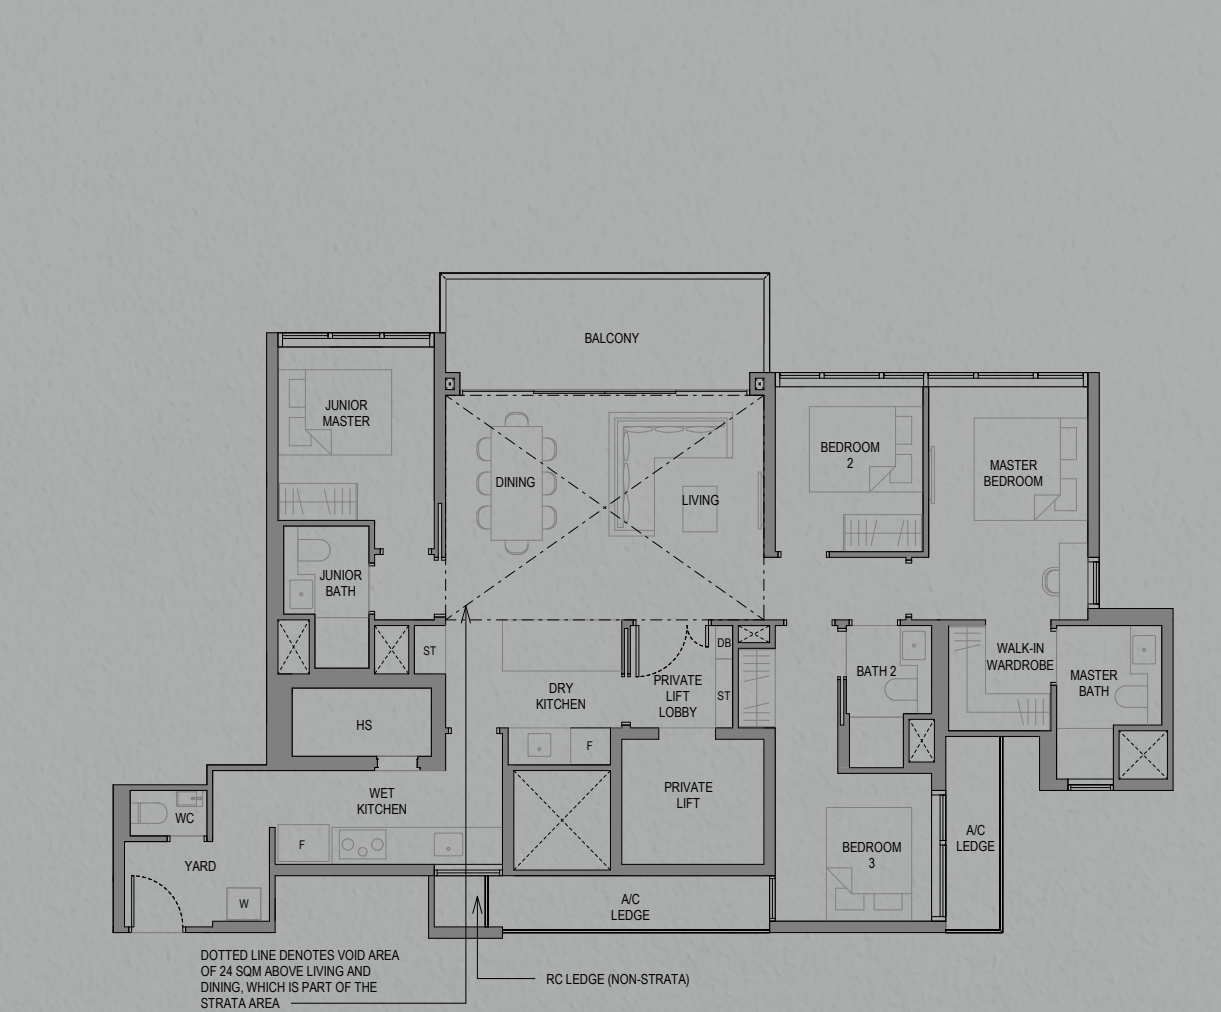 BALCONY
JUNIOR
MASTER
BEDROOM
2
MASTER
BEDROOM
DINING
LIVING
JUNIOR
BATH
ST
DB
WALK-IN
WARDROBE
BATH 2
MASTER
BATH
DRY
KITCHEN
PRIVATE
LIFT
LOBBY
ST
HS
F
WET
KITCHEN
PRIVATE
LIFT
WC
F
A/C
LEDGE
BEDROOM
3
YARD
W
A/C
LEDGE
DOTTED LINE DENOTES VOID AREA
OF 24 SQM ABOVE LIVING AND
DINING, WHICH IS PART OF THE
STRATA AREA
RC LEDGE (NON-STRATA)